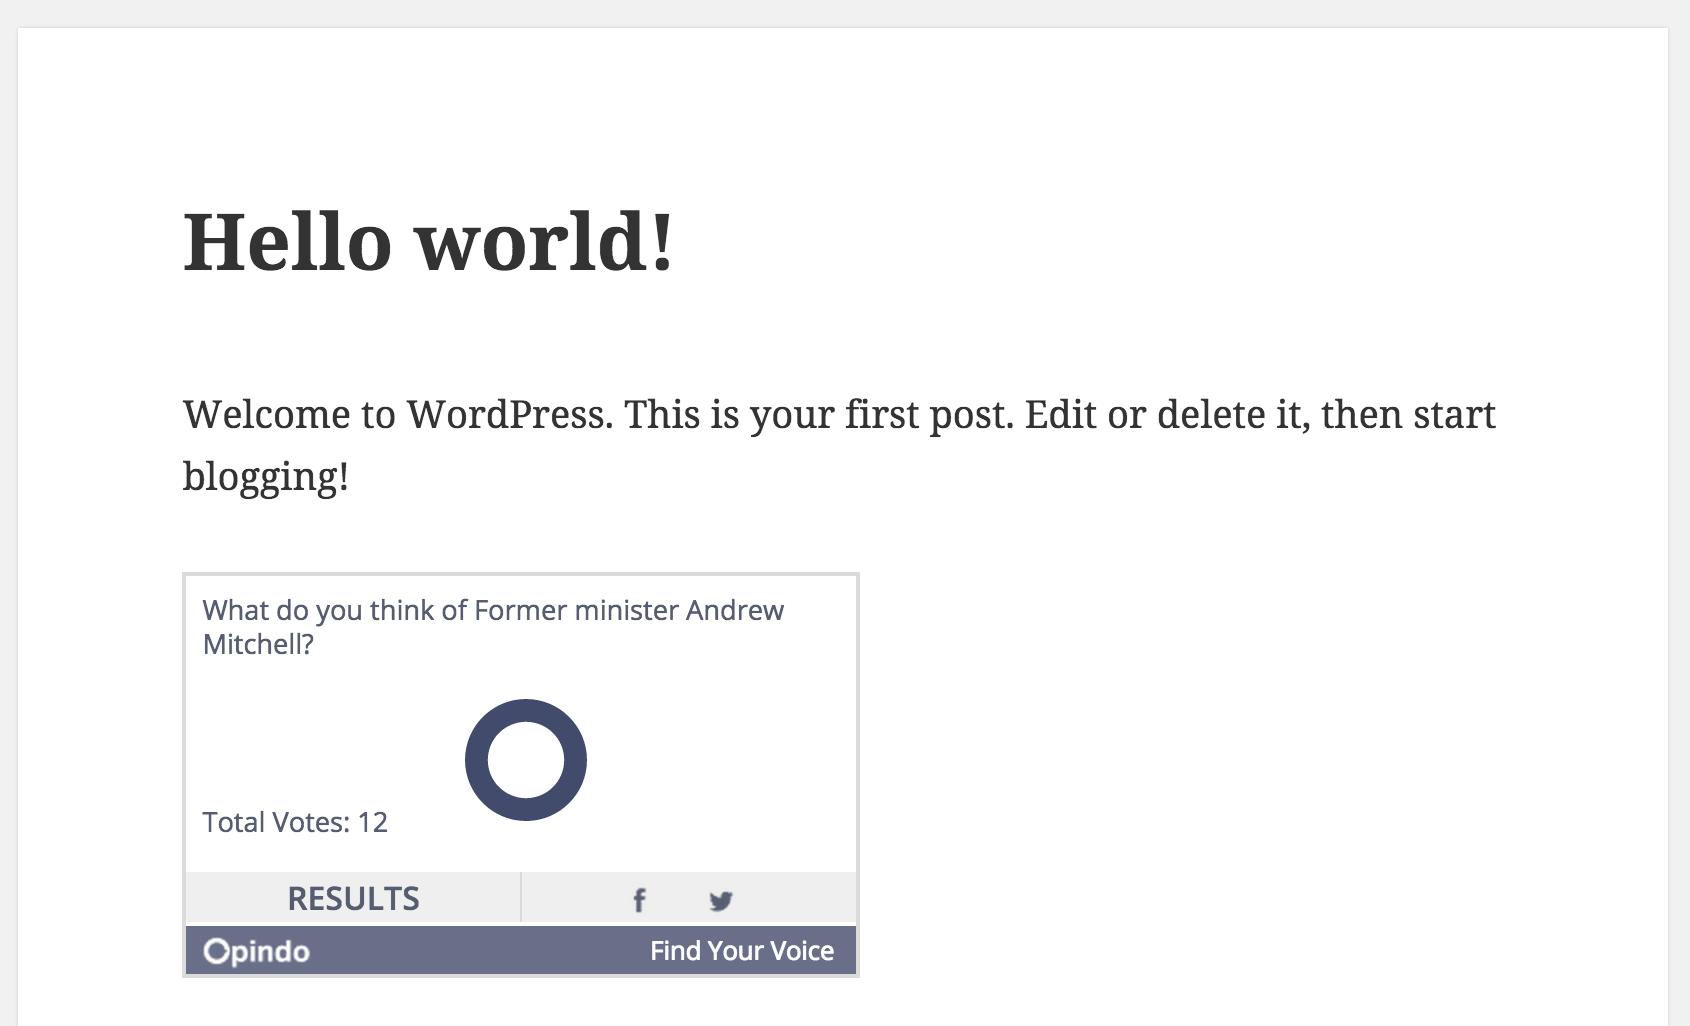 Hello world!
Welcome to WordPress. This is your first post. Edit or delete it, then start
blogging!
What do you think of Former minister Andrew
Mitchell?
Total Votes: 12
RESULTS
Opindo
Find Your Voice